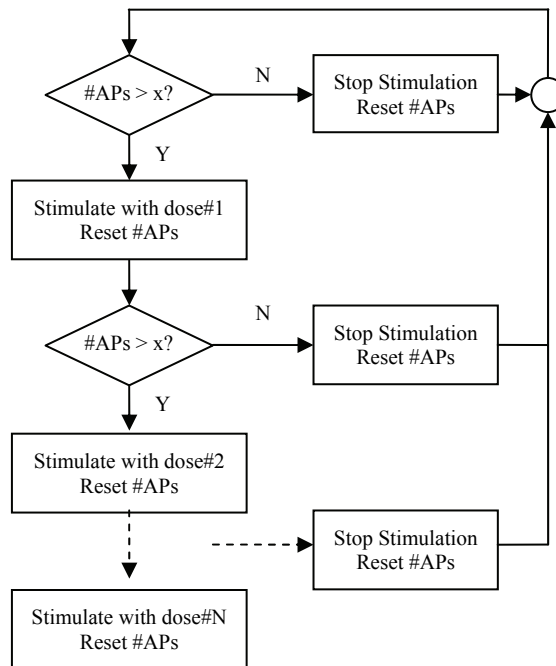 #APs > x?
N
Stop Stimulation
Reset #APs
Y
Stimulate with dose#1
Reset #APs
#APs > x?
N
Stop Stimulation
Reset #APs
Y
Stimulate with dose#2
Reset #APs
Stop Stimulation
Reset #APs
Stimulate with dose#N
Reset #APs